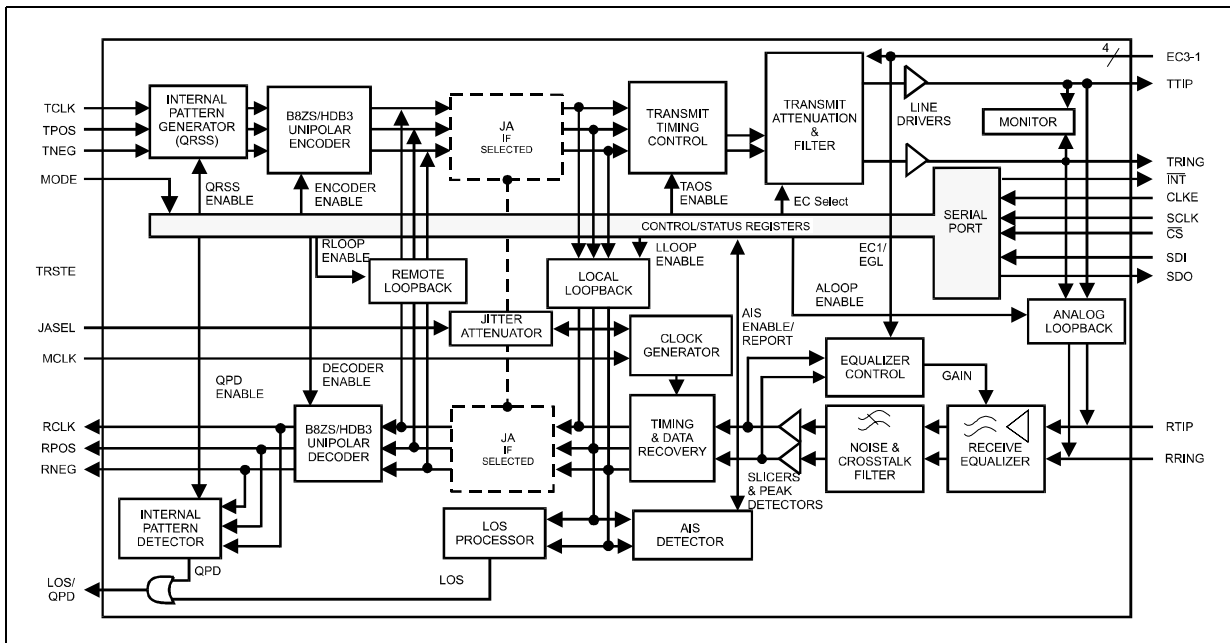 4
EC3-1
TCLK
TPOS
TNEG
MODE
INTERNAL
PATTERN
GENERATOR
(QRSS)
B8ZS/HDB3
UNIPOLAR
ENCODER
JA
IF
SELECTED
TRANSMIT
TIMING
CONTROL
TRANSMIT
ATTENUATION
&
FILTER
LINE
DRIVERS
MONITOR
TTIP
TRING
INT
CLKE
SCLK
CS
SDI
SDO
QRSS
ENABLE
ENCODER
ENABLE
TAOS
ENABLE
EC Select
CONTROL/STATUS REGISTERS
SERIAL
PORT
TRSTE
RLOOP
ENABLE
REMOTE
LOOPBACK
LOCAL
LOOPBACK
LLOOP
ENABLE
EC1/
EGL
ALOOP
ENABLE
ANALOG
LOOPBACK
JASEL
JITTER
ATTENUATOR
CLOCK
GENERATOR
AIS
ENABLE/
REPORT
MCLK
EQUALIZER
CONTROL
GAIN
QPD
ENABLE
DECODER
ENABLE
RCLK
RPOS
RNEG
B8ZS/HDB3
UNIPOLAR
DECODER
JA
IF
SELECTED
TIMING
& DATA
RECOVERY
NOISE &
CROSSTALK
FILTER
RECEIVE
EQUALIZER
RTIP
RRING
SLICERS
& PEAK
DETECTORS
INTERNAL
PATTERN
DETECTOR
LOS
PROCESSOR
AIS
DETECTOR
QPD
LOS
LOS/
QPD